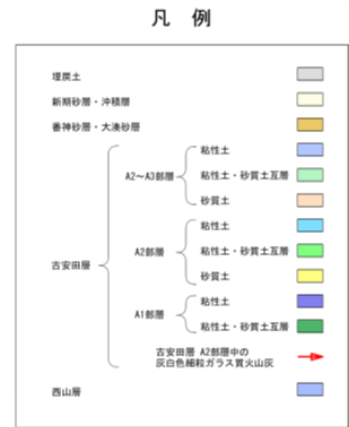 凡 例
埋戻土
新期砂層・沖積層
番神砂層・大湊砂層
古安田層
A2～A3部層
粘性土
粘性土・砂質土互層
砂質土
A2部層
粘性土
粘性土・砂質土互層
砂質土
A1部層
粘性土
粘性土・砂質土互層
古安田層 A2部層中の
灰白色細粒ガラス質火山灰
西山層